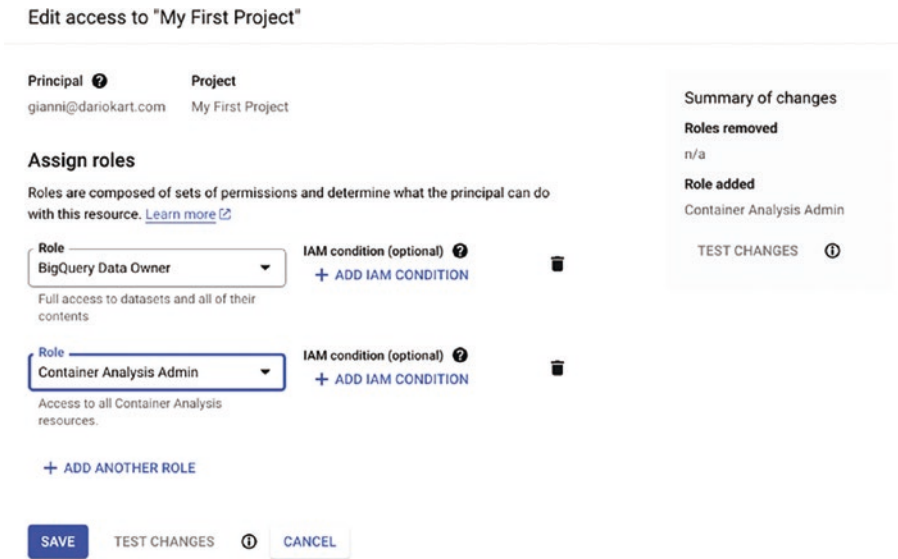 Edit access to "My First Project"
Principal
Project
gianni@dariokart.com
My First Project
Assign roles
Roles are composed of sets of permissions and determine what the principal can do
with this resource. Learn more
Role
BigQuery Data Owner
IAM condition (optional)
+ ADD IAM CONDITION
Full access to datasets and all of their
contents
Role
Container Analysis Admin
IAM condition (optional)
+ ADD IAM CONDITION
Access to all Container Analysis
resources.
+ ADD ANOTHER ROLE
SAVE
TEST CHANGES
CANCEL
Summary of changes
Roles removed
n/a
Role added
Container Analysis Admin
TEST CHANGES